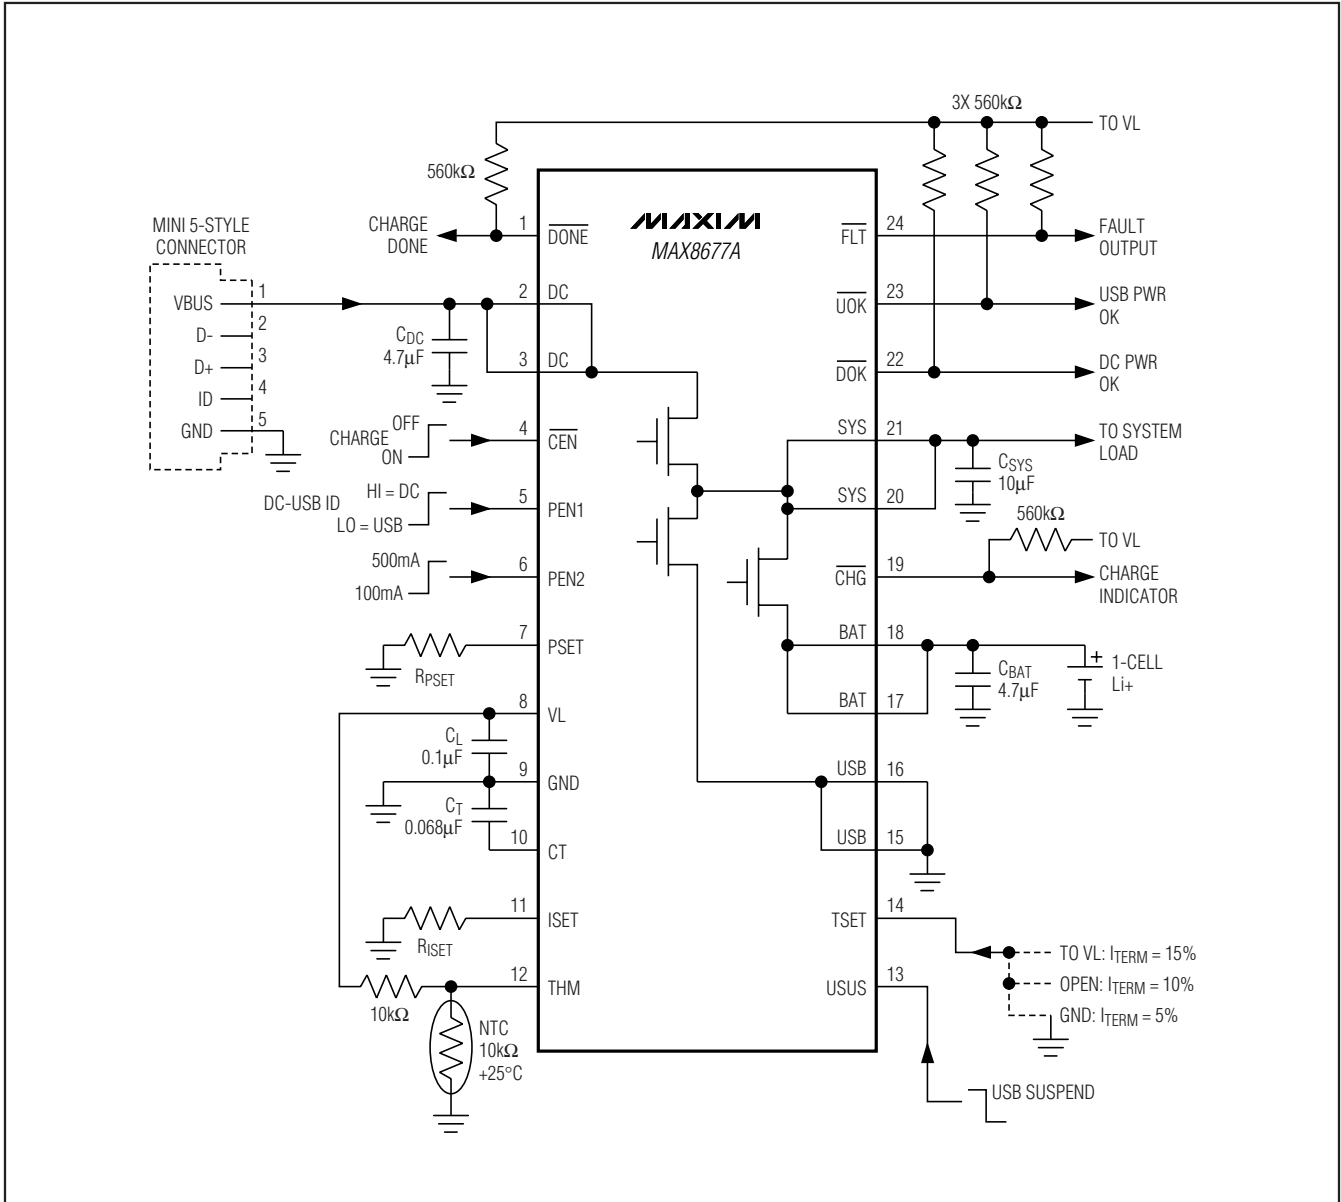 3X 560kΩ
TO VL
560kΩ
MAXIM
MAX8677A
CHARGE
DONE
1
DONE
FLT
24
FAULT
OUTPUT
MINI 5-STYLE
CONNECTOR
VBUS
1
D-
2
D+
3
ID
4
GND
5
2
DC
UOK
23
USB PWR
OK
CDC
4.7µF
3
DC
DOK
22
DC PWR
OK
CHARGE
OFF
ON
4
CEN
SYS
21
TO SYSTEM
LOAD
CSYS
10µF
DC-USB ID
HI = DC
LO = USB
5
PEN1
SYS
20
560kΩ
TO VL
500mA
100mA
6
PEN2
CHG
19
CHARGE
INDICATOR
7
PSET
RPSET
BAT
18
CBAT
4.7µF
+
1-CELL
Li+
8
VL
BAT
17
CL
0.1µF
9
GND
USB
16
CT
0.068µF
10
CT
USB
15
11
ISET
RISET
TSET
14
TO VL: ITERM = 15%
OPEN: ITERM = 10%
GND: ITERM = 5%
12
THM
USUS
13
10kΩ
NTC
10kΩ
+25°C
USB SUSPEND